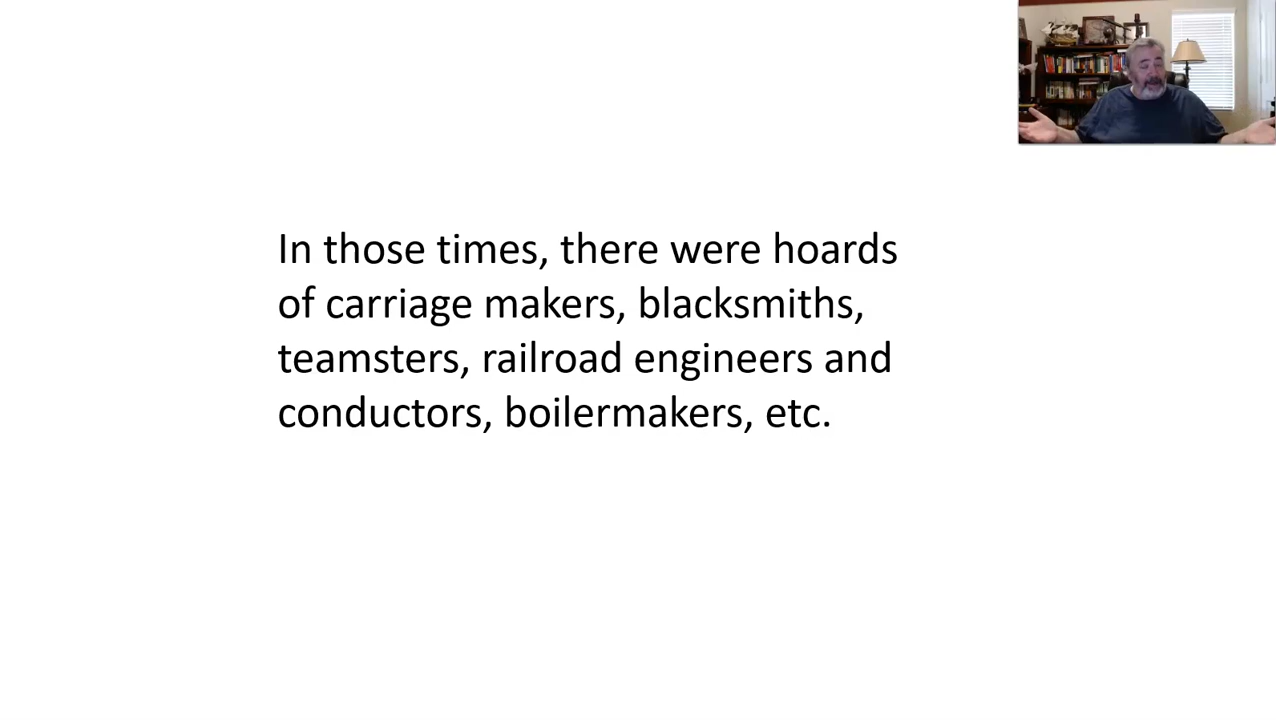 In those times, there were hoards
of carriage makers, blacksmiths,
teamsters, railroad engineers and
conductors, boilermakers, etc.